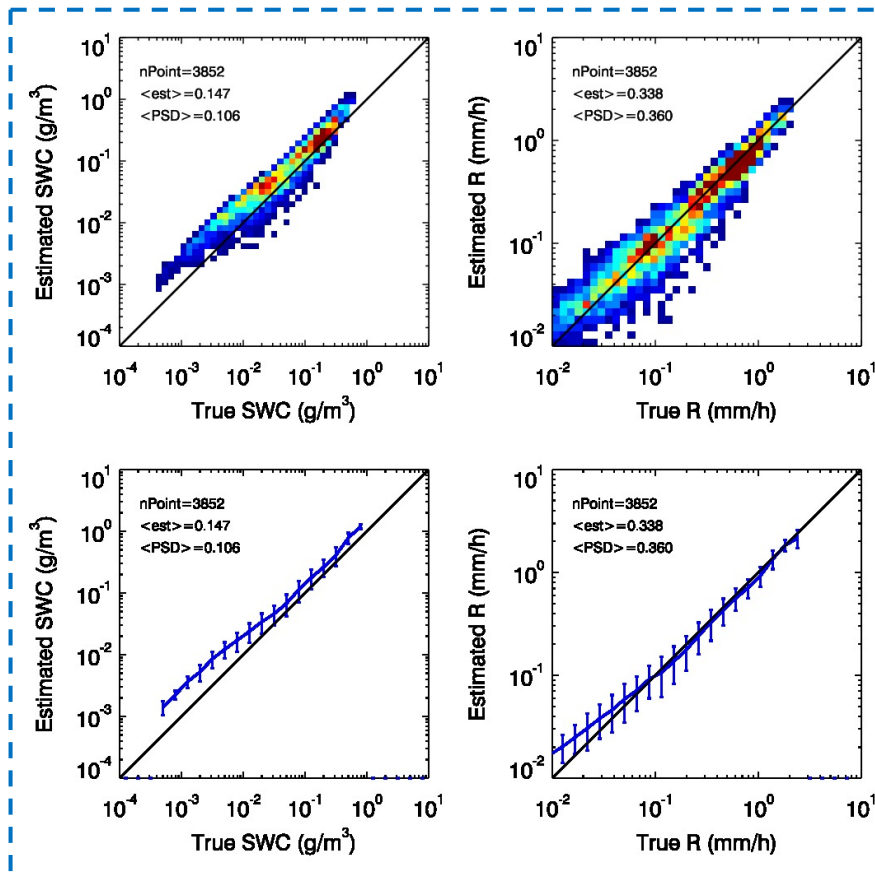 10^1
10^0
10^-1
10^-2
10^-3
10^-4
Estimated SWC (g/m^3)
nPoint=3852
<est>=0.147
<PSD>=0.106
10^-4 10^-3 10^-2 10^-1 10^0 10^1
True SWC (g/m^3)
10^1
10^0
10^-1
10^-2
Estimated R (mm/h)
nPoint=3852
<est>=0.338
<PSD>=0.360
10^-2 10^-1 10^0 10^1
True R (mm/h)
10^1
10^0
10^-1
10^-2
10^-3
10^-4
Estimated SWC (g/m^3)
nPoint=3852
<est>=0.147
<PSD>=0.106
10^-4 10^-3 10^-2 10^-1 10^0 10^1
True SWC (g/m^3)
10^1
10^0
10^-1
10^-2
Estimated R (mm/h)
nPoint=3852
<est>=0.338
<PSD>=0.360
10^-2 10^-1 10^0 10^1
True R (mm/h)